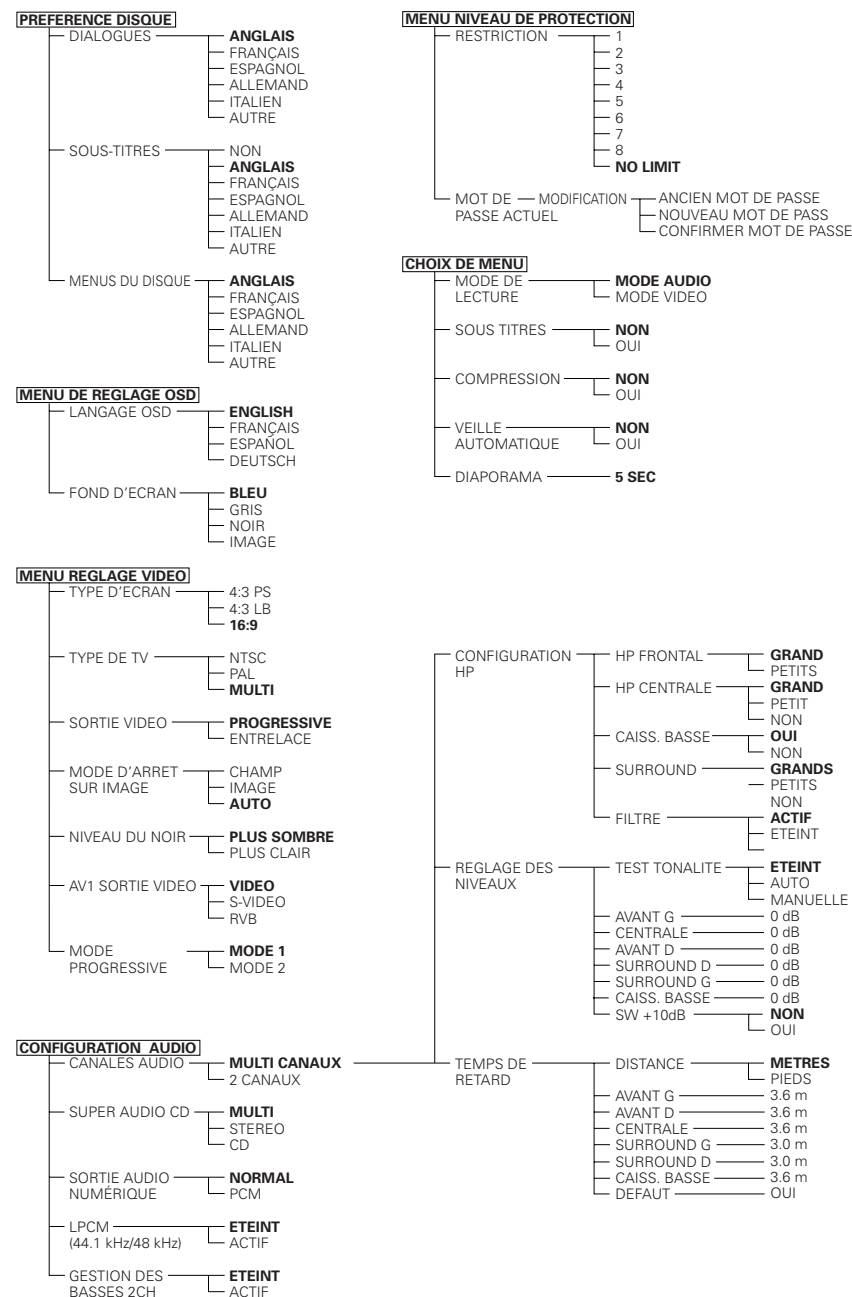 PREFERENCE DISQUE
DIALOGUES
ANGLAIS
FRANÇAIS
ESPAGNOL
ALLEMAND
ITALIEN
AUTRE
SOUS-TITRES
NON
ANGLAIS
FRANÇAIS
ESPAGNOL
ALLEMAND
ITALIEN
AUTRE
MENUS DU DISQUE
ANGLAIS
FRANÇAIS
ESPAGNOL
ALLEMAND
ITALIEN
AUTRE
MENU DE REGLAGE OSD
LANGAGE OSD
ENGLISH
FRANÇAIS
ESPAÑOL
DEUTSCH
FOND D'ECRAN
BLEU
GRIS
NOIR
IMAGE
MENU REGLAGE VIDEO
TYPE D'ECRAN
4:3 PS
4:3 LB
16:9
TYPE DE TV
NTSC
PAL
MULTI
SORTIE VIDEO
PROGRESSIVE
ENTRELACE
MODE D'ARRET
SUR IMAGE
CHAMP
IMAGE
AUTO
NIVEAU DU NOIR
PLUS SOMBRE
PLUS CLAIR
AV1 SORTIE VIDEO
VIDEO
S-VIDEO
RVB
MODE
PROGRESSIVE
MODE 1
MODE 2
CONFIGURATION AUDIO
CANALES AUDIO
MULTI CANAUX
2 CANAUX
SUPER AUDIO CD
MULTI
STEREO
CD
SORTIE AUDIO
NUMÉRIQUE
NORMAL
PCM
LPCM
(44.1 kHz/48 kHz)
ETEINT
ACTIF
GESTION DES
BASSES 2CH
ETEINT
ACTIF
MENU NIVEAU DE PROTECTION
RESTRICTION
1
2
3
4
5
6
7
8
NO LIMIT
MOT DE
PASSE ACTUEL
MODIFICATION
ANCIEN MOT DE PASSE
NOUVEAU MOT DE PASS
CONFIRMER MOT DE PASSE
CHOIX DE MENU
MODE DE
LECTURE
MODE AUDIO
MODE VIDEO
SOUS TITRES
NON
OUI
COMPRESSION
NON
OUI
VEILLE
AUTOMATIQUE
NON
OUI
DIAPORAMA
5 SEC
CONFIGURATION
HP
HP FRONTAL
GRAND
PETITS
HP CENTRALE
GRAND
PETIT
NON
CAISS. BASSE
OUI
NON
SURROUND
GRANDS
PETITS
NON
FILTRE
ACTIF
ETEINT
REGLAGE DES
NIVEAUX
TEST TONALITE
ETEINT
AUTO
MANUELLE
AVANT G 0 dB
CENTRALE 0 dB
AVANT D 0 dB
SURROUND D 0 dB
SURROUND G 0 dB
CAISS. BASSE 0 dB
SW +10dB
NON
OUI
TEMPS DE
RETARD
DISTANCE
METRES
PIEDS
AVANT G 3.6 m
AVANT D 3.6 m
CENTRALE 3.6 m
SURROUND G 3.0 m
SURROUND D 3.0 m
CAISS. BASSE 3.6 m
DEFAUT OUI